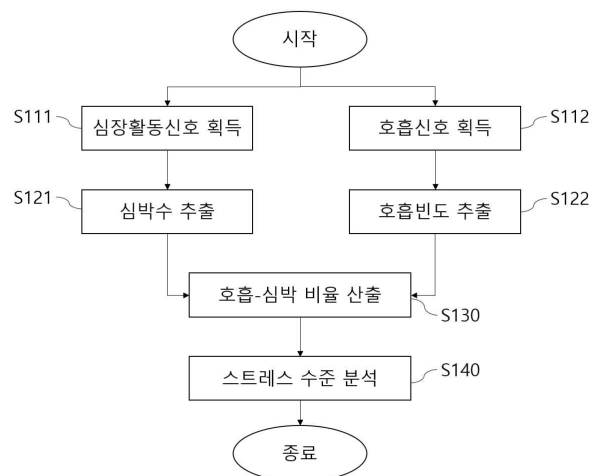 시작
S111
심장활동신호 획득
호흡신호 획득
S112
S121
심박수 추출
호흡빈도 추출
S122
호흡-심박 비율 산출
S130
스트레스 수준 분석
S140
종료